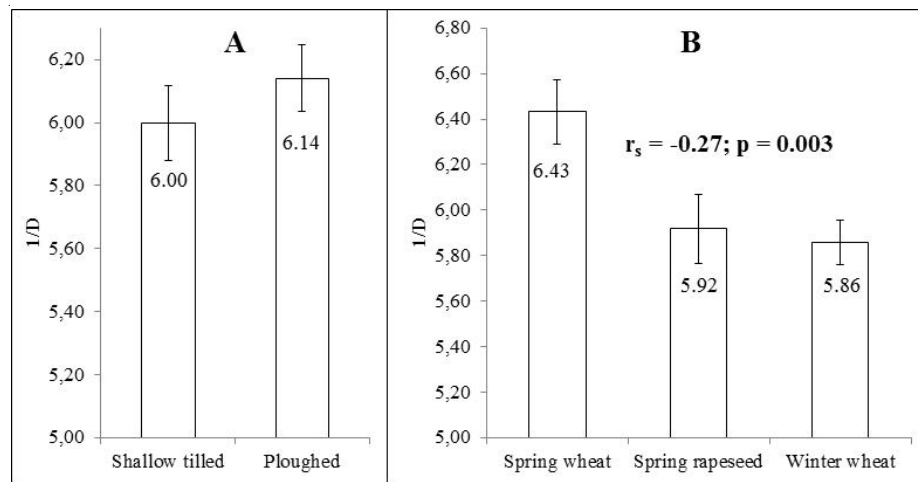 A
1/D
6,20
6,00
5,80
5,60
5,40
5,20
5,00
6.00
6.14
Shallow tilled
Ploughed
B
1/D
6,80
6,60
6,40
6,20
6,00
5,80
5,60
5,40
5,20
5,00
rs = -0.27; p = 0.003
6.43
5.92
5.86
Spring wheat
Spring rapeseed
Winter wheat